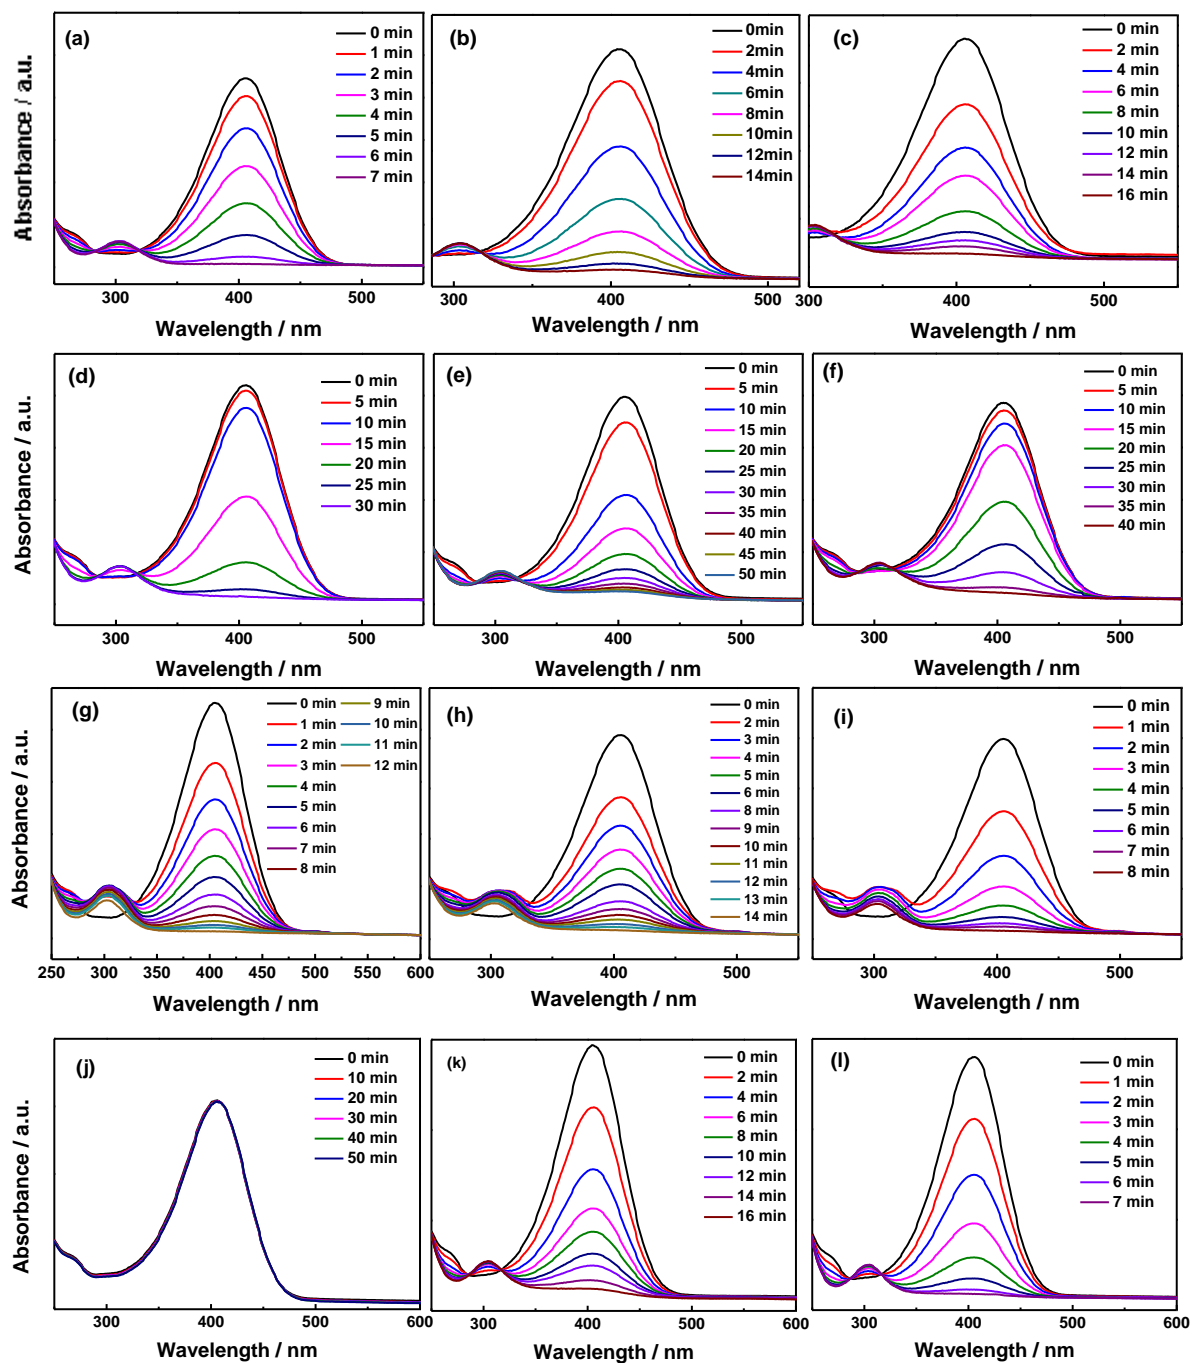 (a)
0 min
1 min
2 min
3 min
4 min
5 min
6 min
7 min
Absorbance / a.u.
300 400 500
Wavelength / nm
(b)
0min
2min
4min
6min
8min
10min
12min
14min
300 400 500
Wavelength / nm
(c)
0 min
2 min
4 min
6 min
8 min
10 min
12 min
14 min
16 min
300 400 500
Wavelength / nm
(d)
0 min
5 min
10 min
15 min
20 min
25 min
30 min
Absorbance / a.u.
300 400 500
Wavelength / nm
(e)
0 min
5 min
10 min
15 min
20 min
25 min
30 min
35 min
40 min
45 min
50 min
300 400 500
Wavelength / nm
(f)
0 min
5 min
10 min
15 min
20 min
25 min
30 min
35 min
40 min
300 400 500
Wavelength / nm
(g)
0 min 9 min
1 min 10 min
2 min 11 min
3 min 12 min
4 min
5 min
6 min
7 min
8 min
Absorbance / a.u.
250 300 350 400 450 500 550 600
Wavelength / nm
(h)
0 min
2 min
3 min
4 min
5 min
6 min
8 min
9 min
10 min
11 min
12 min
13 min
14 min
300 400 500
Wavelength / nm
(i)
0 min
1 min
2 min
3 min
4 min
5 min
6 min
7 min
8 min
300 400 500
Wavelength / nm
(j)
0 min
10 min
20 min
30 min
40 min
50 min
Absorbance / a.u.
300 400 500 600
Wavelength / nm
(k)
0 min
2 min
4 min
6 min
8 min
10 min
12 min
14 min
16 min
300 400 500 600
Wavelength / nm
(l)
0 min
1 min
2 min
3 min
4 min
5 min
6 min
7 min
300 400 500 600
Wavelength / nm